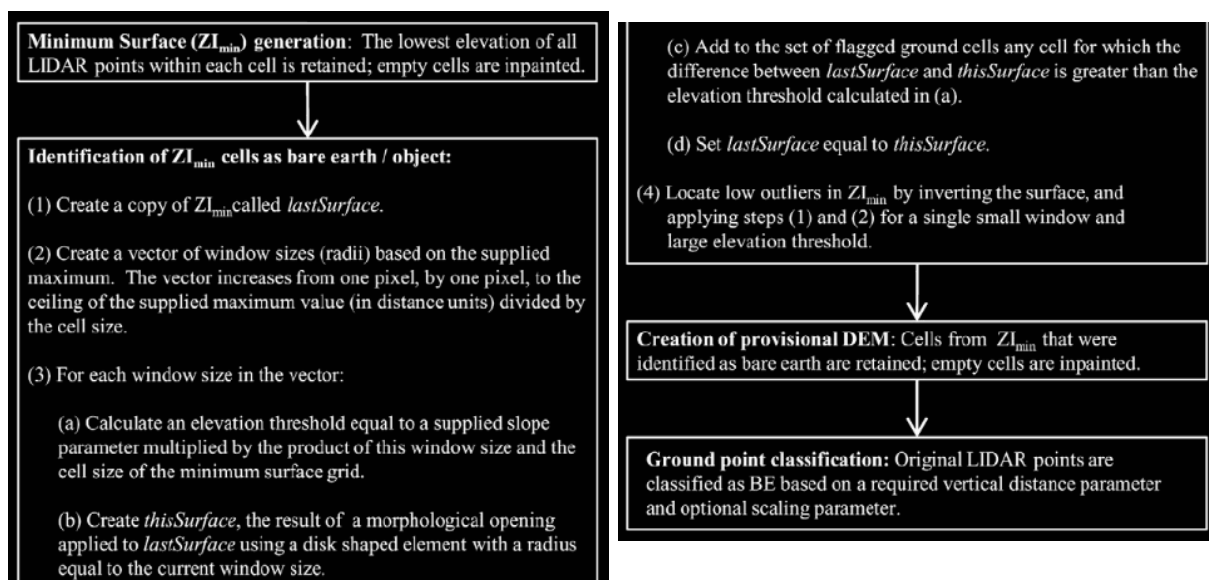 Minimum Surface (ZImin) generation: The lowest elevation of all
LIDAR points within each cell is retained; empty cells are inpainted.
Identification of ZImin cells as bare earth / object:
(1) Create a copy of ZImincalled lastSurface.
(2) Create a vector of window sizes (radii) based on the supplied
maximum. The vector increases from one pixel, by one pixel, to the
ceiling of the supplied maximum value (in distance units) divided by
the cell size.
(3) For each window size in the vector:
(a) Calculate an elevation threshold equal to a supplied slope
parameter multiplied by the product of this window size and the
cell size of the minimum surface grid.
(b) Create thisSurface, the result of a morphological opening
applied to lastSurface using a disk shaped element with a radius
equal to the current window size.
(c) Add to the set of flagged ground cells any cell for which the
difference between lastSurface and thisSurface is greater than the
elevation threshold calculated in (a).
(d) Set lastSurface equal to thisSurface.
(4) Locate low outliers in ZImin by inverting the surface, and
applying steps (1) and (2) for a single small window and
large elevation threshold.
Creation of provisional DEM: Cells from ZImin that were
identified as bare earth are retained; empty cells are inpainted.
Ground point classification: Original LIDAR points are
classified as BE based on a required vertical distance parameter
and optional scaling parameter.